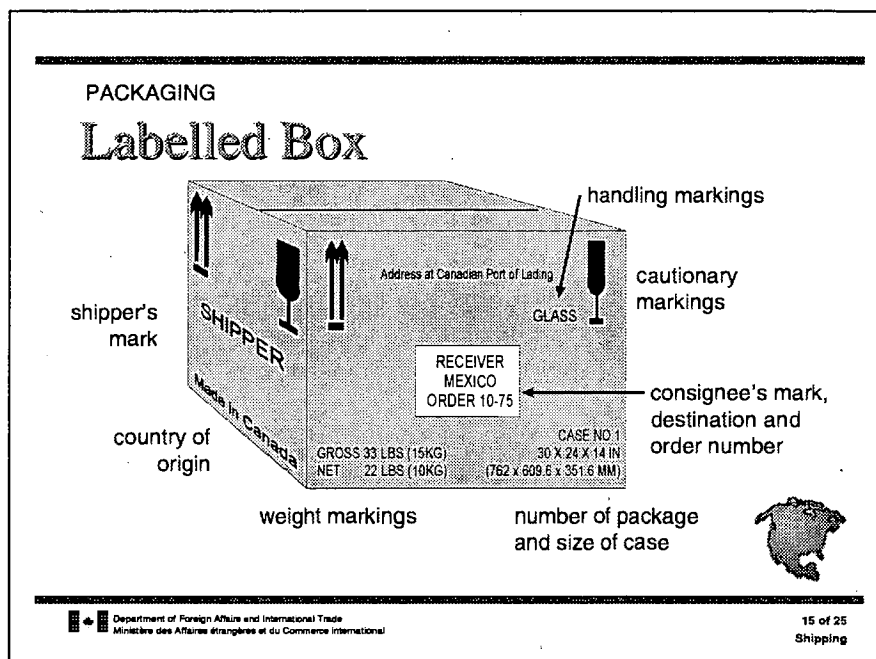 PACKAGING
Labelled Box
handling markings
Address at Canadian Port of Lading
cautionary
markings
GLASS
shipper's
mark
SHIPPER
RECEIVER
MEXICO
ORDER 10-75
consignee's mark,
destination and
order number
Made in Canada
country of
origin
CASE NO 1
GROSS 33 LBS (15KG)
30 X 24 X 14 IN
NET 22 LBS (10KG)
(762 x 609.6 x 351.6 MM)
weight markings
number of package
and size of case
Department of Foreign Affairs and International Trade
Ministère des Affaires étrangères et du Commerce international
15 of 25
Shipping